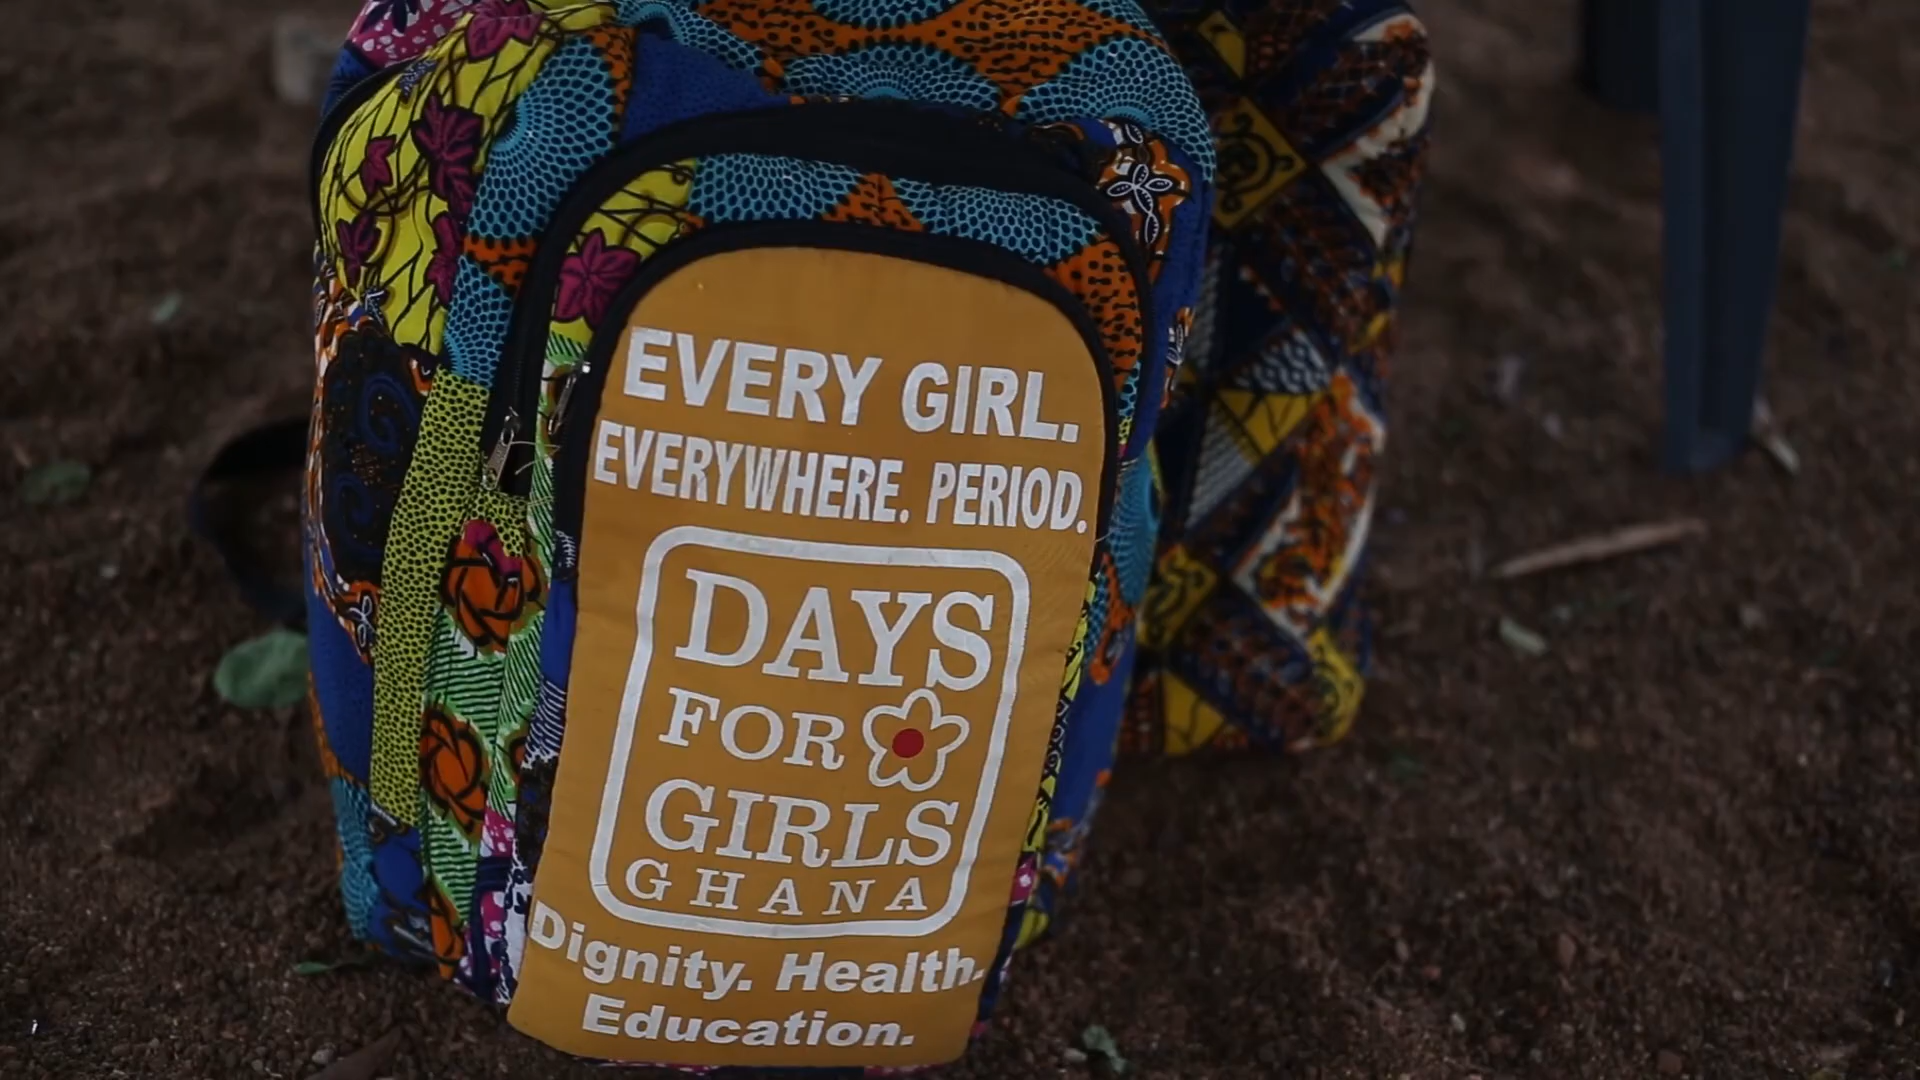 EVERY GIRL.
EVERYWHERE. PERIOD.
DAYS
FOR
GIRLS
GHANA
Dignity. Health.
Education.